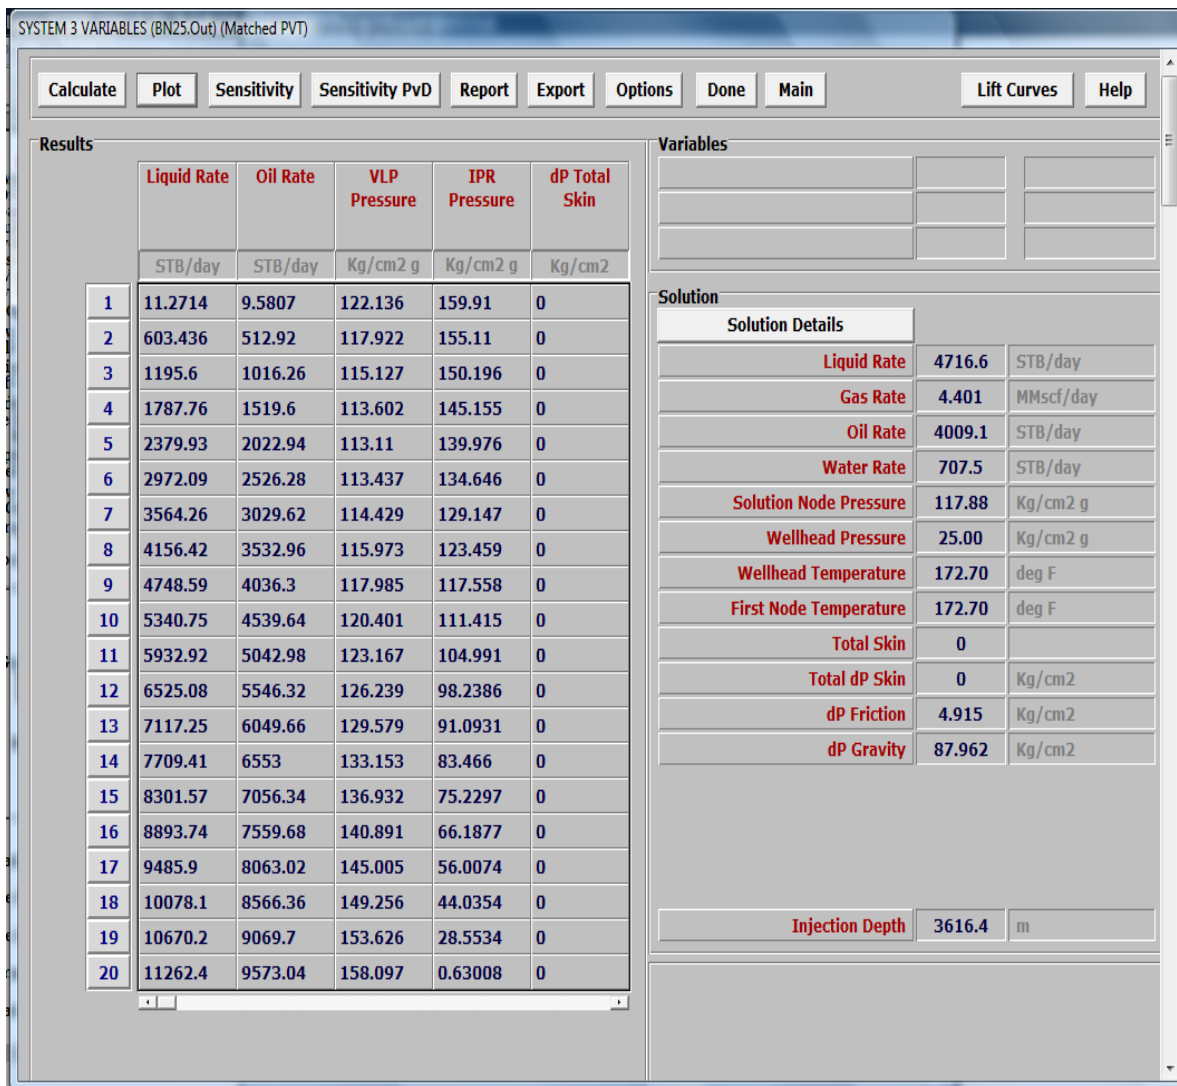 SYSTEM 3 VARIABLES (BN25.Out) (Matched PVT)
Calculate Plot Sensitivity Sensitivity PvD Report Export Options Done Main Lift Curves Help
Results
Liquid Rate Oil Rate VLP Pressure IPR Pressure dP Total Skin
STB/day STB/day Kg/cm2 g Kg/cm2 g Kg/cm2
1 11.2714 9.5807 122.136 159.91 0
2 603.436 512.92 117.922 155.11 0
3 1195.6 1016.26 115.127 150.196 0
4 1787.76 1519.6 113.602 145.155 0
5 2379.93 2022.94 113.11 139.976 0
6 2972.09 2526.28 113.437 134.646 0
7 3564.26 3029.62 114.429 129.147 0
8 4156.42 3532.96 115.973 123.459 0
9 4748.59 4036.3 117.985 117.558 0
10 5340.75 4539.64 120.401 111.415 0
11 5932.92 5042.98 123.167 104.991 0
12 6525.08 5546.32 126.239 98.2386 0
13 7117.25 6049.66 129.579 91.0931 0
14 7709.41 6553 133.153 83.466 0
15 8301.57 7056.34 136.932 75.2297 0
16 8893.74 7559.68 140.891 66.1877 0
17 9485.9 8063.02 145.005 56.0074 0
18 10078.1 8566.36 149.256 44.0354 0
19 10670.2 9069.7 153.626 28.5534 0
20 11262.4 9573.04 158.097 0.63008 0
Variables
Solution
Solution Details
Liquid Rate 4716.6 STB/day
Gas Rate 4.401 MMscf/day
Oil Rate 4009.1 STB/day
Water Rate 707.5 STB/day
Solution Node Pressure 117.88 Kg/cm2 g
Wellhead Pressure 25.00 Kg/cm2 g
Wellhead Temperature 172.70 deg F
First Node Temperature 172.70 deg F
Total Skin 0
Total dP Skin 0 Kg/cm2
dP Friction 4.915 Kg/cm2
dP Gravity 87.962 Kg/cm2
Injection Depth 3616.4 m